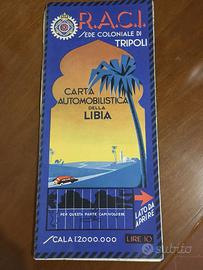 R.A.C.I.
SEDE COLONIALE DI
TRIPOLI
CARTA
AUTOMOBILISTICA
DELLA
LIBIA
LATO DA
APRIRE
PER QUESTA PARTE CAPOVOLGERE
SCALA 1:2.000.000
LIRE 10
subito